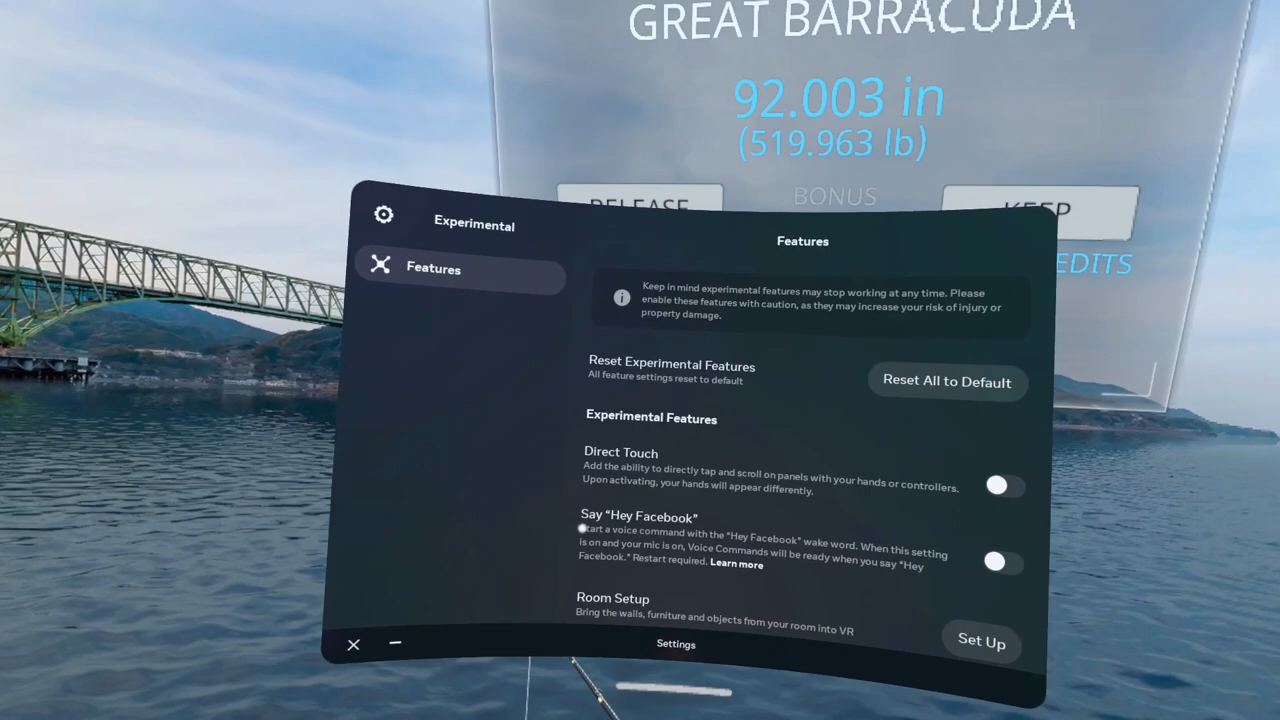 GREAT BARRACUDA
92.003 in
(519.963 lb)
RELEASE
BONUS
KEEP
EDITS
Experimental
Features
Features
Keep in mind experimental features may stop working at any time. Please
enable these features with caution, as they may increase your risk of injury or
property damage.
Reset Experimental Features
All feature settings reset to default
Reset All to Default
Experimental Features
Direct Touch
Add the ability to directly tap and scroll on panels with your hands or controllers.
Upon activating, your hands will appear differently.
Say “Hey Facebook”
Start a voice command with the “Hey Facebook” wake word. When this setting
is on and your mic is on, Voice Commands will be ready when you say “Hey
Facebook.” Restart required. Learn more
Room Setup
Bring the walls, furniture and objects from your room into VR
Set Up
Settings